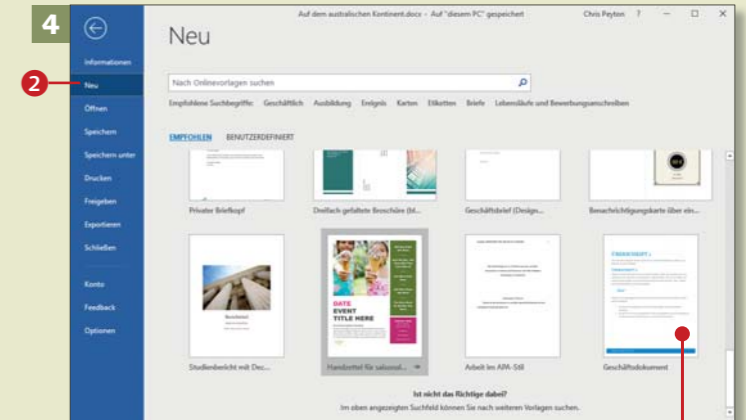 4
Auf dem australischen Kontinent.docx - Auf "diesem PC" gespeichert
Chris Peyton ? — □ ×
Neu
Informationen
2
Neu
Öffnen
Speichern
Speichern unter
Drucken
Freigeben
Exportieren
Schließen
Konto
Feedback
Optionen
Nach Onlinevorlagen suchen
Empfohlene Suchbegriffe: Geschäftlich Ausbildung Ereignis Karten Etiketten Briefe Lebensläufe und Bewerbungsanschreiben
EMPFOHLEN BENUTZERDEFINIERT
Privater Briefkopf
Dreifach gefaltete Broschüre (bl...
Geschäftsbrief (Design...
Benachrichtigungskarte über ein...
DATE
EVENT
TITLE HERE
Studienbericht mit Dec...
Handzettel für saisonal...
Arbeit im APA-Stil
Geschäftsdokument
Ist nicht das Richtige dabei?
Im oben angezeigten Suchfeld können Sie nach weiteren Vorlagen suchen.